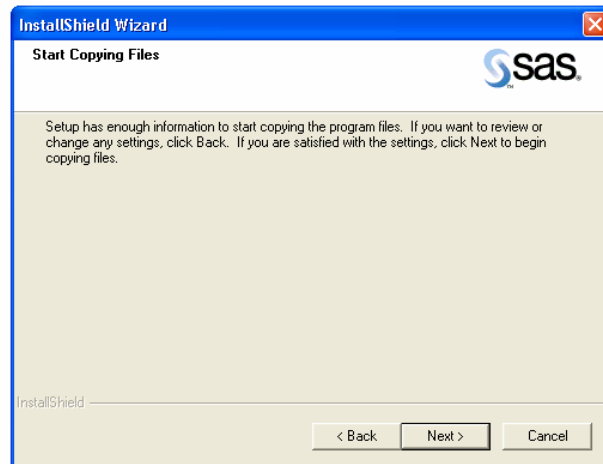 InstallShield Wizard
Start Copying Files
sas.
TM
®
Setup has enough information to start copying the program files. If you want to review or
change any settings, click Back. If you are satisfied with the settings, click Next to begin
copying files.
InstallShield
< Back Next > Cancel